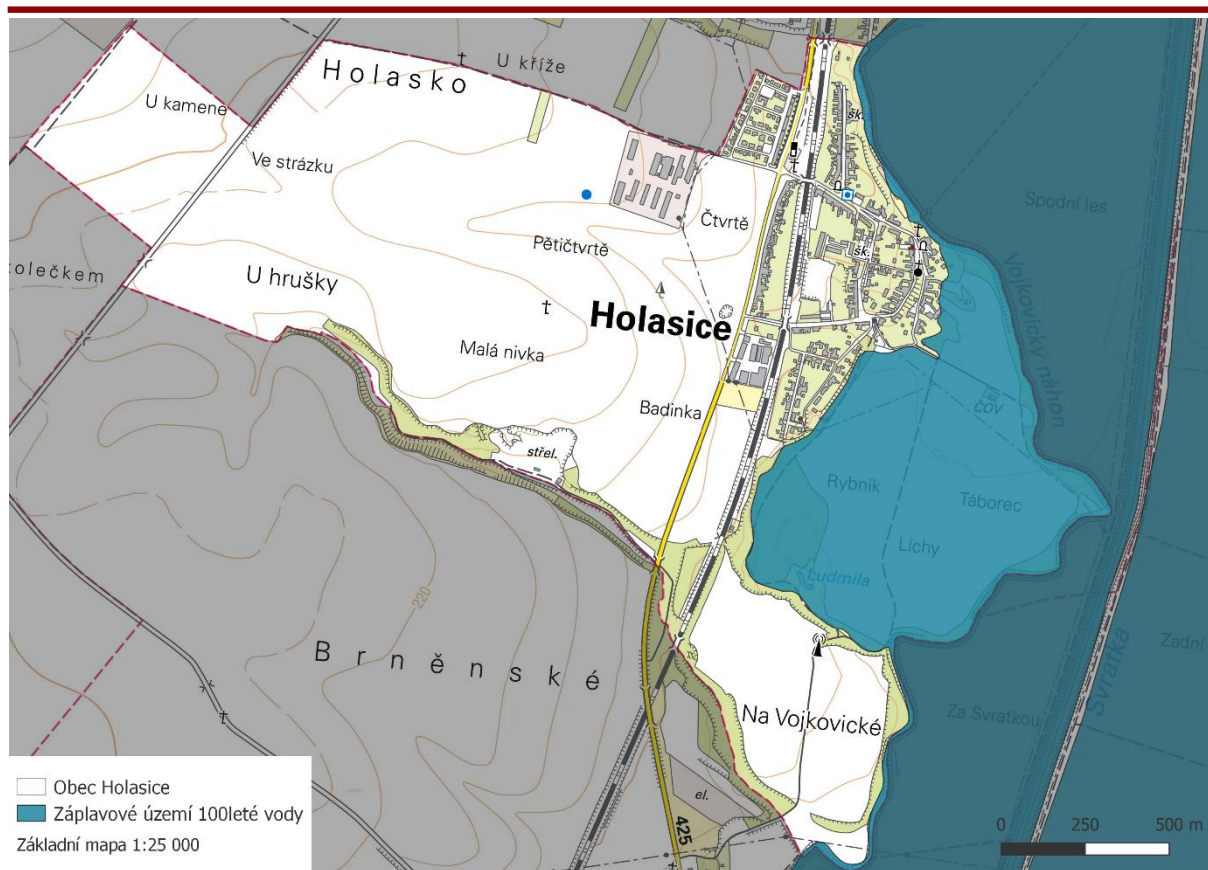 Holasko
U kříže
U kamene
Ve strázku
šk.
Spodní les
Čtvrtě
Pětičtvrtě
kolečkem
U hrušky
šk.
Vojkovický náhon
Holasice
Malá nivka
Badinka
ČOV
střel.
Rybník
Táborec
Líchy
Ludmila
220
Brněnské
Svratka
Zadní
Na Vojkovické
Za Svratkou
el.
425
Obec Holasice
Záplavové území 100leté vody
Základní mapa 1:25 000
0 250 500 m